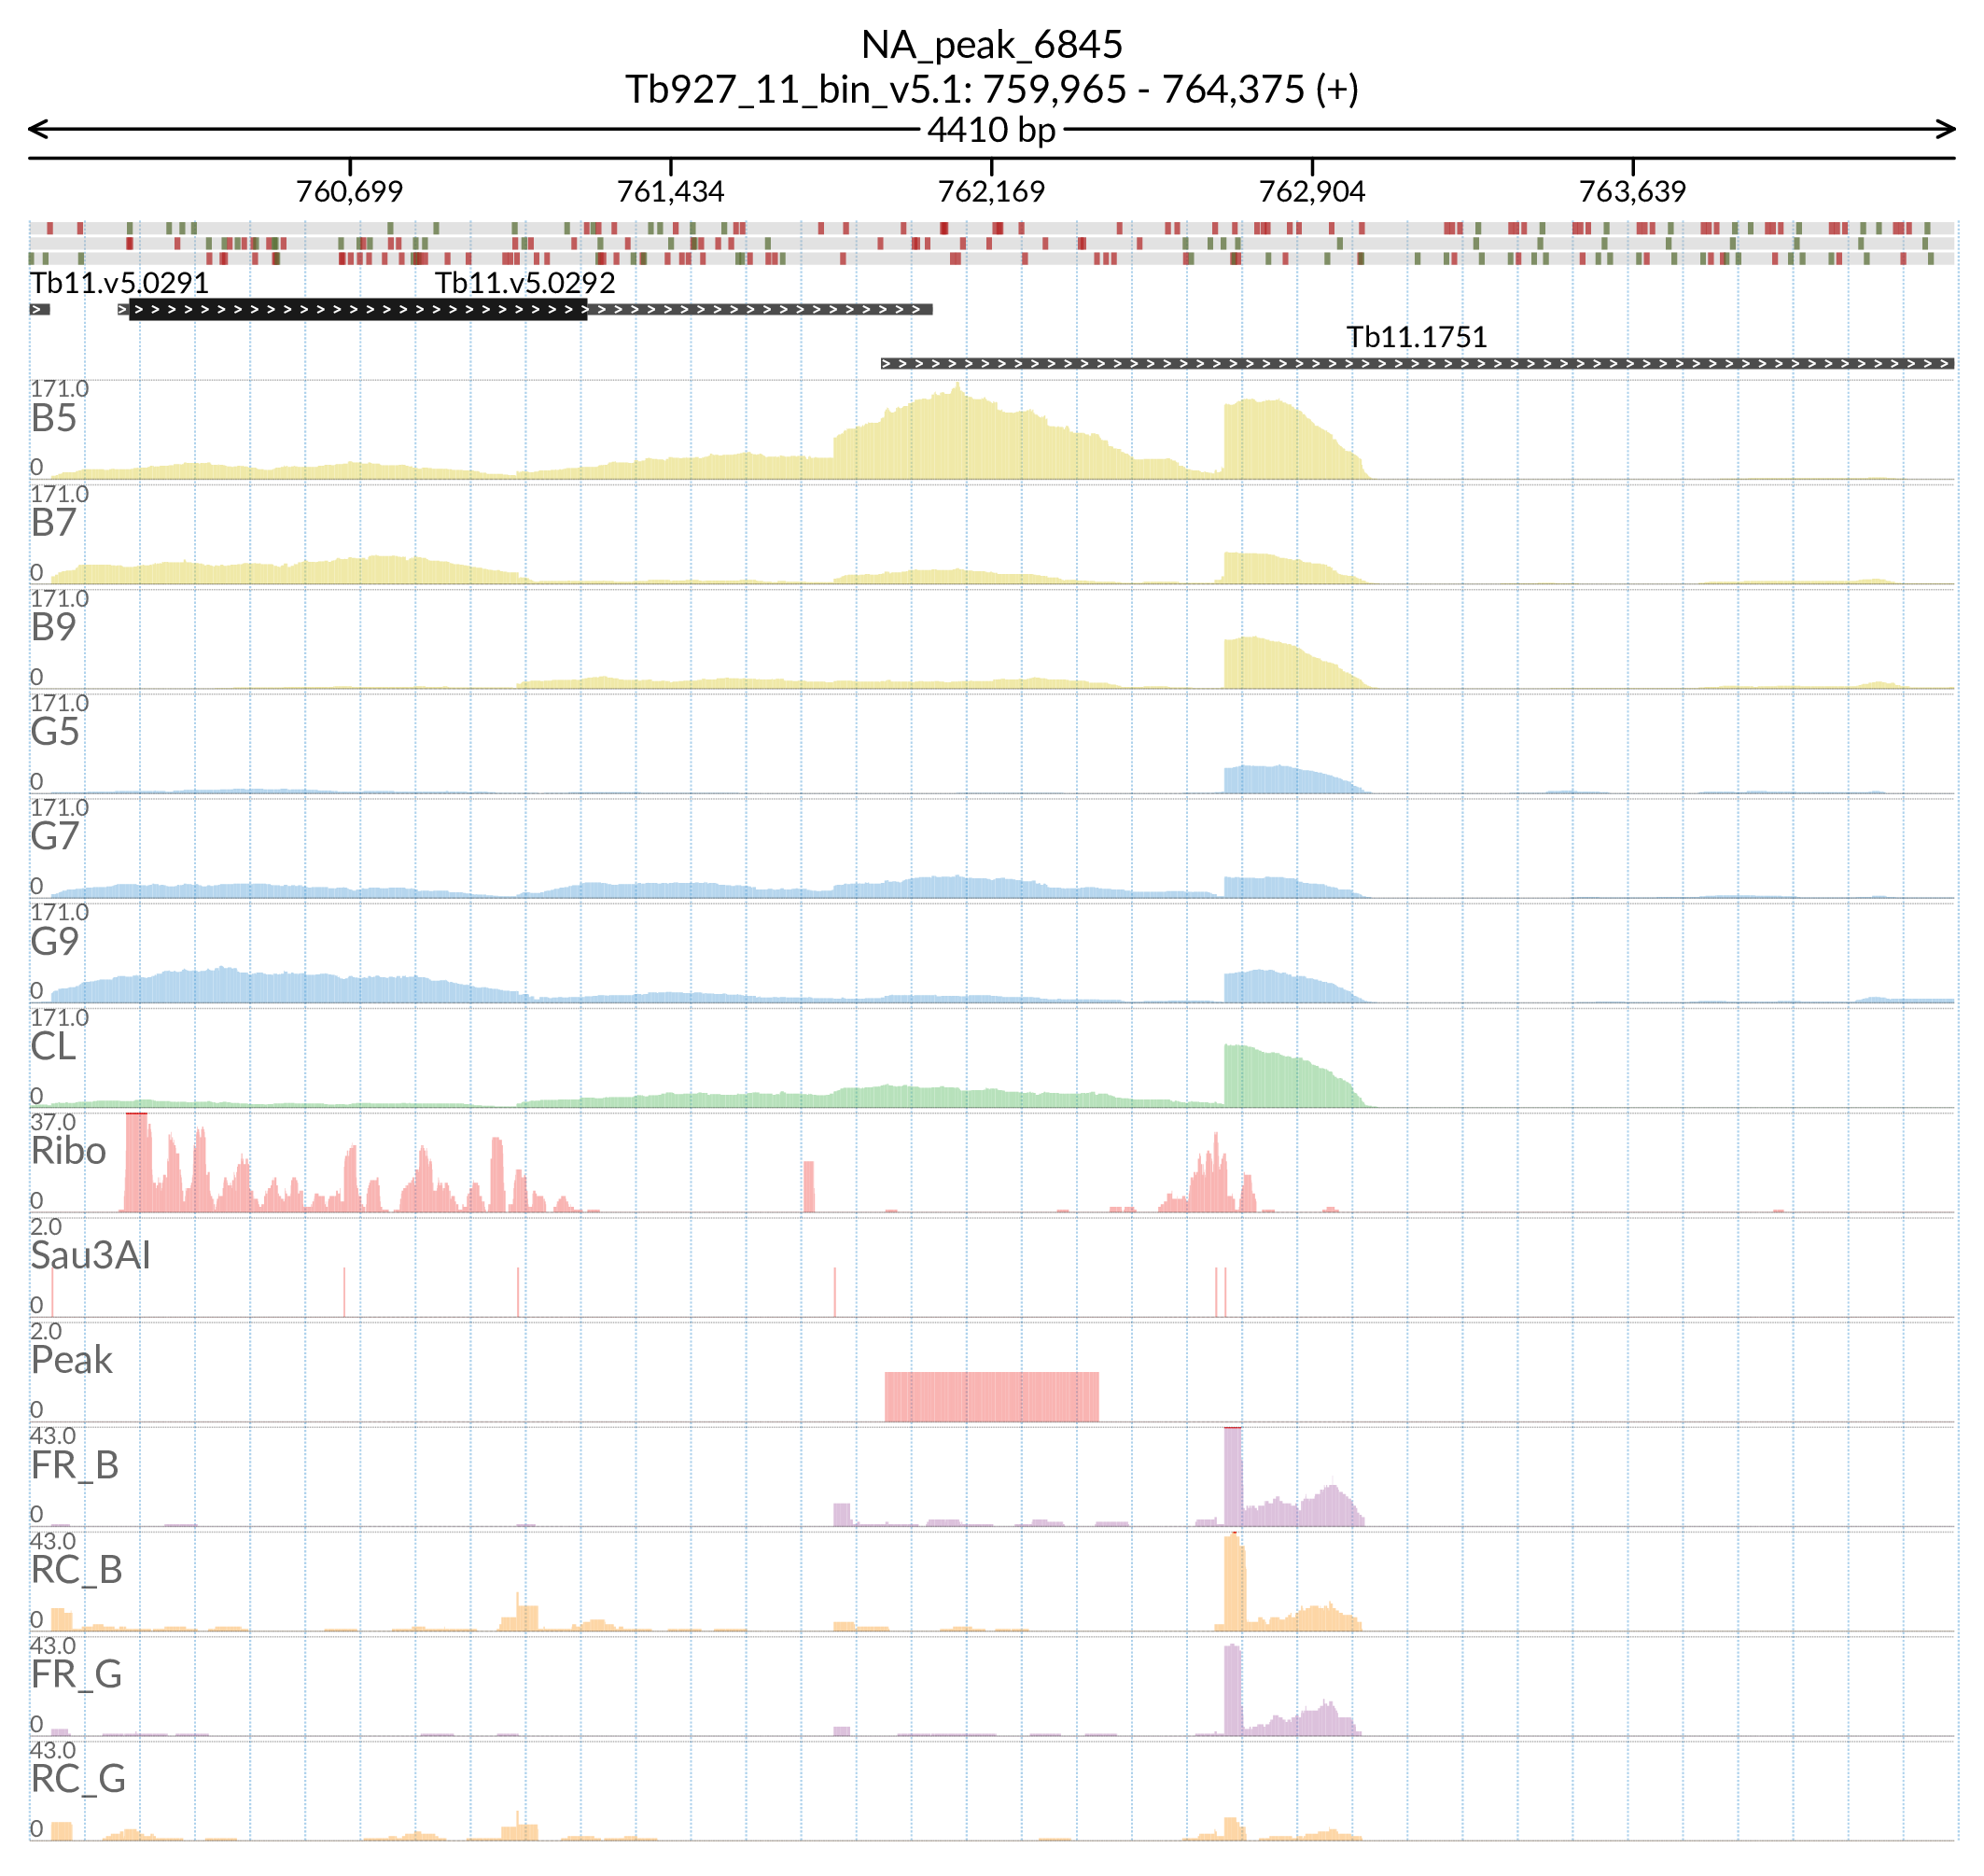 NA_peak_6845
Tb927_11_bin_v5.1: 759,965 - 764,375 (+)
4410 bp
760,699 761,434 762,169 762,904 763,639
Tb11.v5.0291 Tb11.v5.0292
Tb11.1751
171.0
B5
0
171.0
B7
0
171.0
B9
0
171.0
G5
0
171.0
G7
0
171.0
G9
0
171.0
CL
0
37.0
Ribo
0
2.0
Sau3AI
0
2.0
Peak
0
43.0
FR_B
0
43.0
RC_B
0
43.0
FR_G
0
43.0
RC_G
0